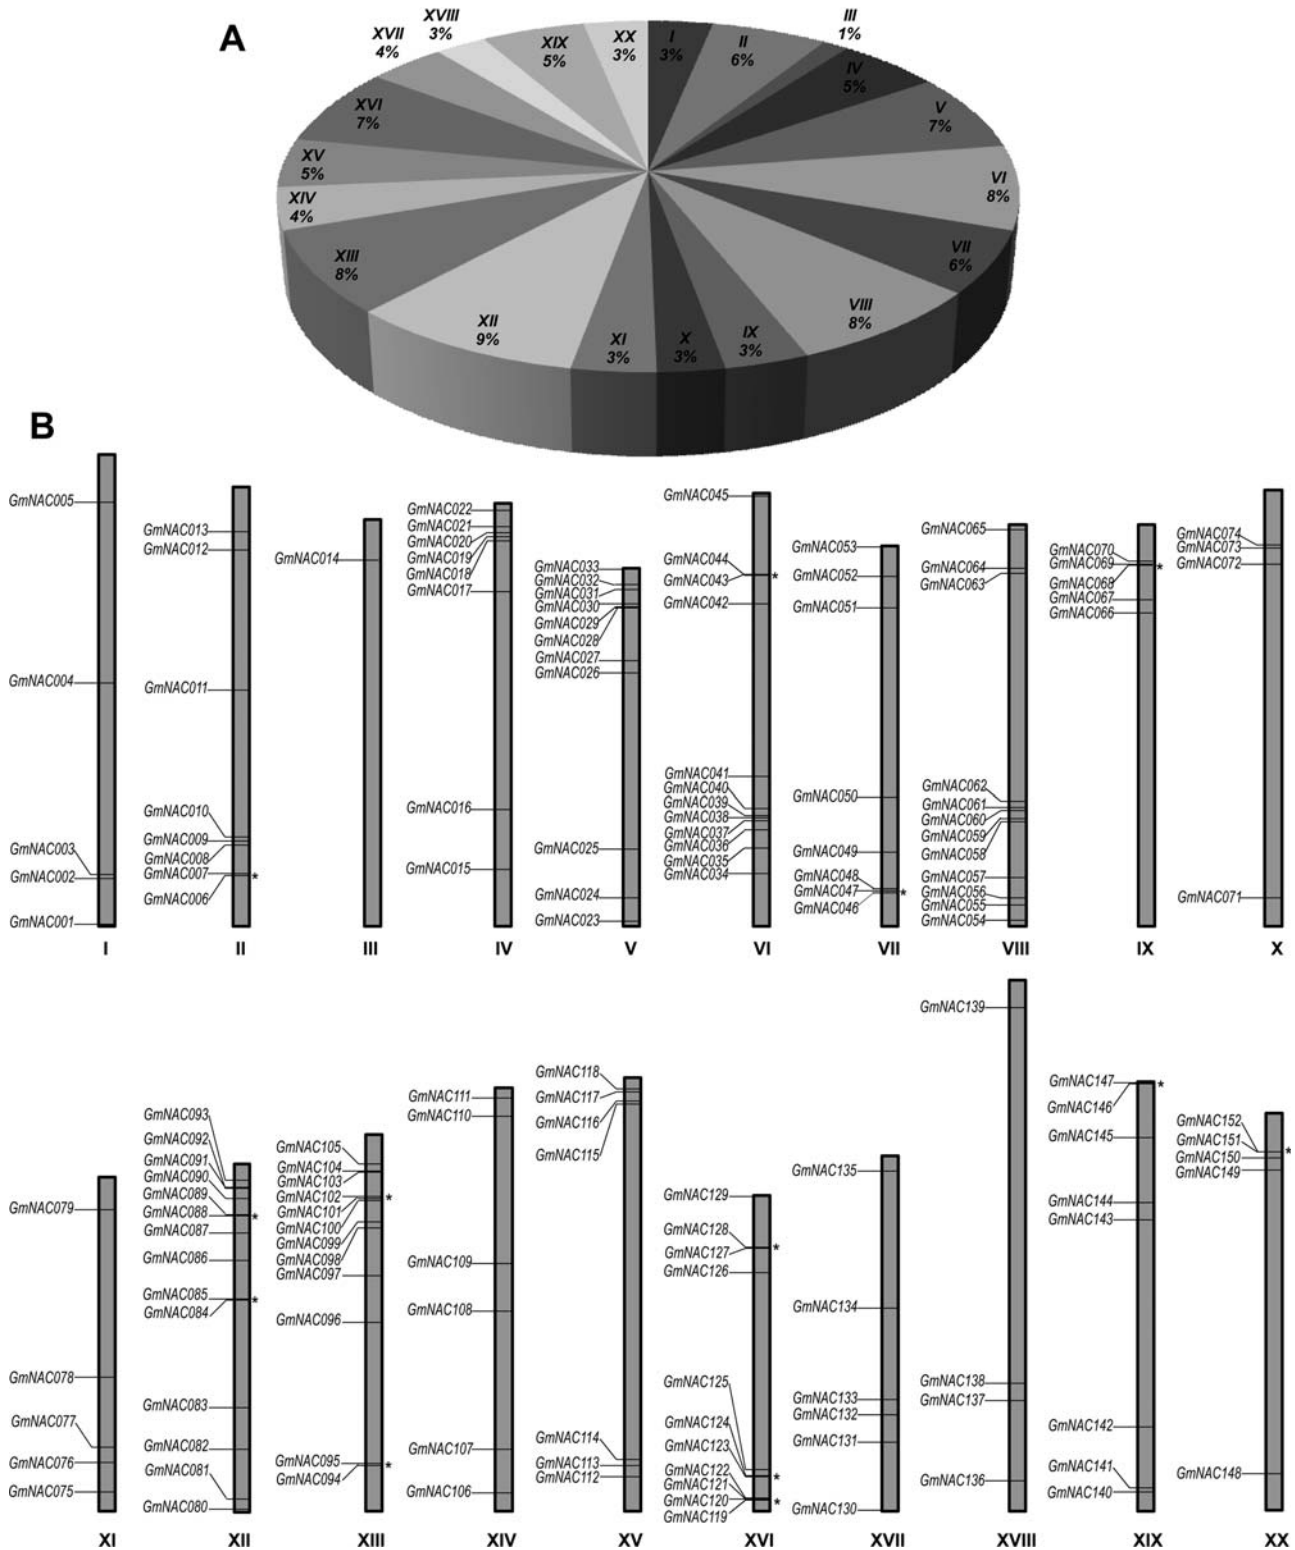 A
XVIII
3%
XVII
4%
XIX
5%
XX
3%
I
3%
II
6%
III
1%
IV
5%
V
7%
VI
8%
VII
6%
VIII
8%
IX
3%
X
3%
XI
3%
XII
9%
XIII
8%
XIV
4%
XV
5%
XVI
7%
B
GmNAC005
GmNAC004
GmNAC003
GmNAC002
GmNAC001
I
GmNAC013
GmNAC012
GmNAC011
GmNAC010
GmNAC009
GmNAC008
GmNAC007
*
GmNAC006
II
GmNAC014
III
GmNAC022
GmNAC021
GmNAC020
GmNAC019
GmNAC018
GmNAC017
GmNAC016
GmNAC015
IV
GmNAC033
GmNAC032
GmNAC031
GmNAC030
GmNAC029
GmNAC028
GmNAC027
GmNAC026
GmNAC025
GmNAC024
GmNAC023
V
GmNAC045
GmNAC044
*
GmNAC043
GmNAC042
GmNAC041
GmNAC040
GmNAC039
GmNAC038
GmNAC037
GmNAC036
GmNAC035
GmNAC034
VI
GmNAC053
GmNAC052
GmNAC051
GmNAC050
GmNAC049
GmNAC048
GmNAC047
*
GmNAC046
VII
GmNAC065
GmNAC064
GmNAC063
GmNAC062
GmNAC061
GmNAC060
GmNAC059
GmNAC058
GmNAC057
GmNAC056
GmNAC055
GmNAC054
VIII
GmNAC070
GmNAC069
*
GmNAC068
GmNAC067
GmNAC066
IX
GmNAC074
GmNAC073
GmNAC072
GmNAC071
X
GmNAC079
GmNAC078
GmNAC077
GmNAC076
GmNAC075
XI
GmNAC093
GmNAC092
GmNAC091
GmNAC090
GmNAC089
GmNAC088
*
GmNAC087
GmNAC086
GmNAC085
*
GmNAC084
GmNAC083
GmNAC082
GmNAC081
GmNAC080
XII
GmNAC105
GmNAC104
GmNAC103
GmNAC102
*
GmNAC101
GmNAC100
GmNAC099
GmNAC098
GmNAC097
GmNAC096
GmNAC095
*
GmNAC094
XIII
GmNAC111
GmNAC110
GmNAC109
GmNAC108
GmNAC107
GmNAC106
XIV
GmNAC118
GmNAC117
GmNAC116
GmNAC115
GmNAC114
GmNAC113
GmNAC112
XV
GmNAC129
GmNAC128
*
GmNAC127
GmNAC126
GmNAC125
GmNAC124
GmNAC123
*
GmNAC122
GmNAC121
GmNAC120
*
GmNAC119
XVI
GmNAC135
GmNAC134
GmNAC133
GmNAC132
GmNAC131
GmNAC130
XVII
GmNAC139
GmNAC138
GmNAC137
GmNAC136
XVIII
GmNAC147
*
GmNAC146
GmNAC145
GmNAC144
GmNAC143
GmNAC142
GmNAC141
GmNAC140
XIX
GmNAC152
GmNAC151
*
GmNAC150
GmNAC149
GmNAC148
XX